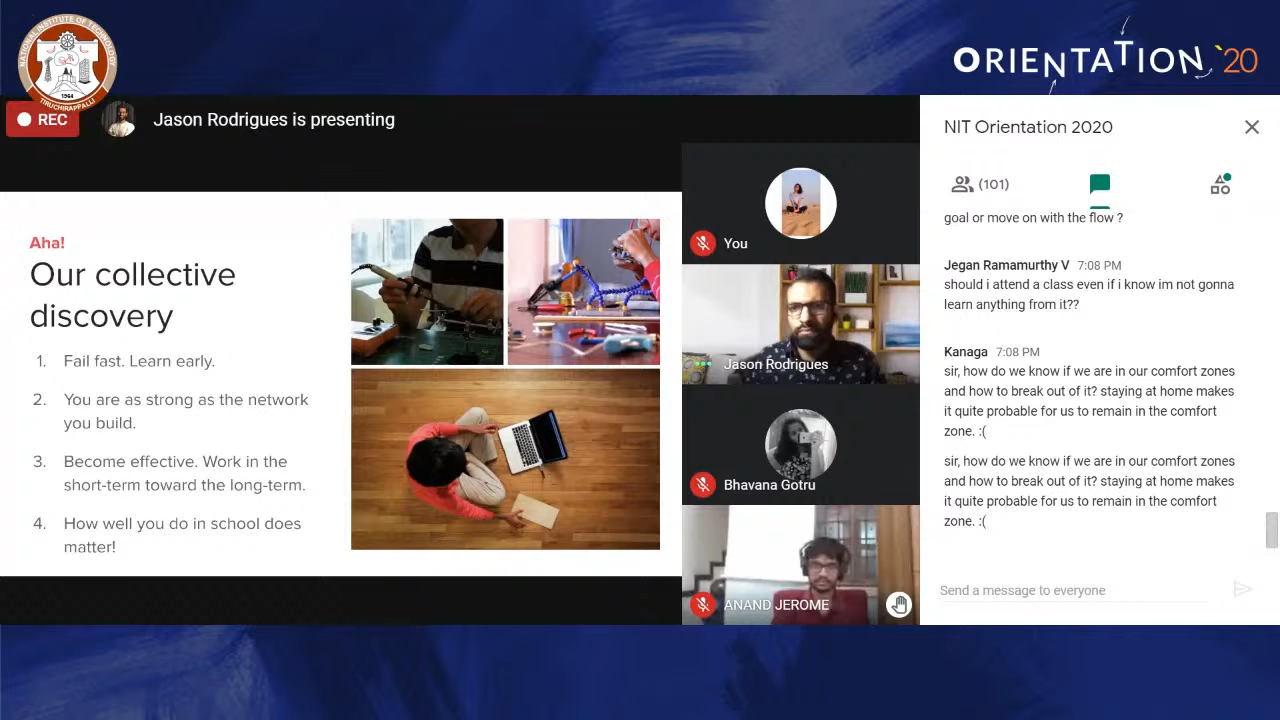 NATIONAL INSTITUTE OF TECHNOLOGY
1964
TIRUCHIRAPPALLI
ORIENTATION `20
REC
Jason Rodrigues is presenting
Aha!
Our collective
discovery
1. Fail fast. Learn early.
2. You are as strong as the network
you build.
3. Become effective. Work in the
short-term toward the long-term.
4. How well you do in school does
matter!
You
Jason Rodrigues
Bhavana Gotru
ANAND JEROME
NIT Orientation 2020
(101)
goal or move on with the flow ?
Jegan Ramamurthy V 7:08 PM
should i attend a class even if i know im not gonna
learn anything from it??
Kanaga 7:08 PM
sir, how do we know if we are in our comfort zones
and how to break out of it? staying at home makes
it quite probable for us to remain in the comfort
zone. :(
sir, how do we know if we are in our comfort zones
and how to break out of it? staying at home makes
it quite probable for us to remain in the comfort
zone. :(
Send a message to everyone